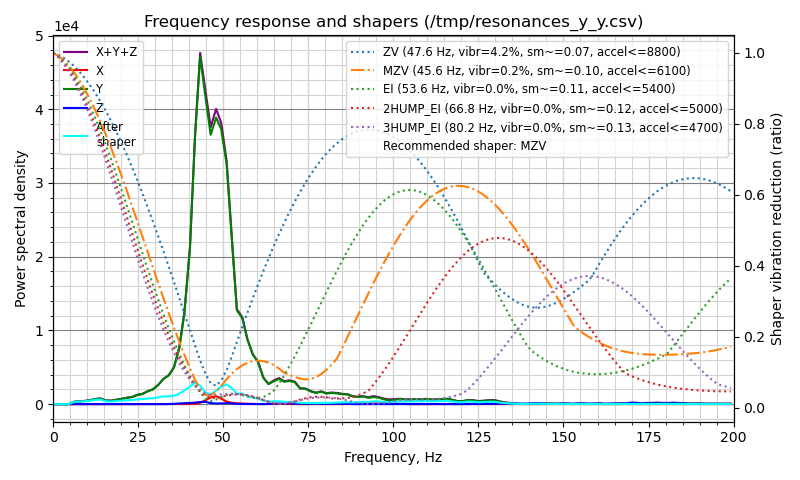 Frequency response and shapers (/tmp/resonances_y_y.csv)
1e4
X+Y+Z
X
Y
Z
After
shaper
ZV (47.6 Hz, vibr=4.2%, sm~=0.07, accel<=8800)
MZV (45.6 Hz, vibr=0.2%, sm~=0.10, accel<=6100)
EI (53.6 Hz, vibr=0.0%, sm~=0.11, accel<=5400)
2HUMP_EI (66.8 Hz, vibr=0.0%, sm~=0.12, accel<=5000)
3HUMP_EI (80.2 Hz, vibr=0.0%, sm~=0.13, accel<=4700)
Recommended shaper: MZV
5
4
3
2
1
0
Power spectral density
1.0
0.8
0.6
0.4
0.2
0.0
Shaper vibration reduction (ratio)
0 25 50 75 100 125 150 175 200
Frequency, Hz